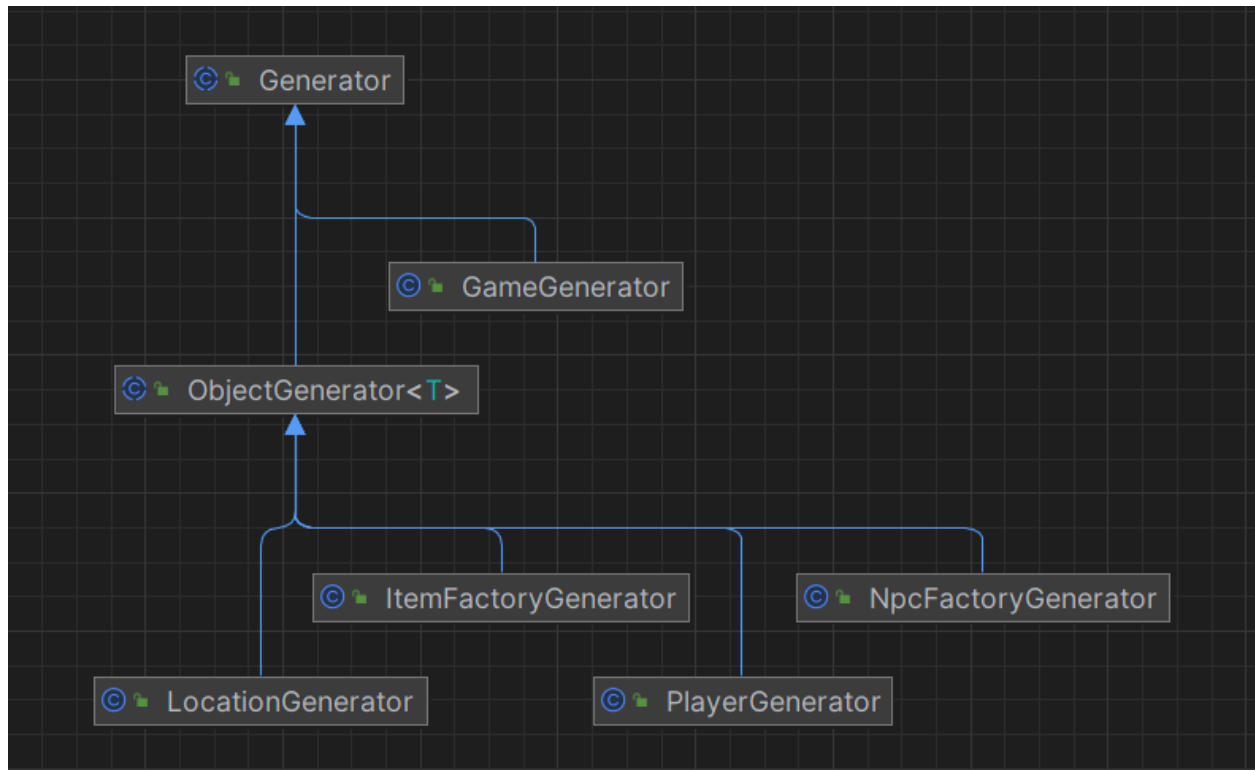 Generator
GameGenerator
ObjectGenerator<T>
ItemFactoryGenerator
NpcFactoryGenerator
LocationGenerator
PlayerGenerator